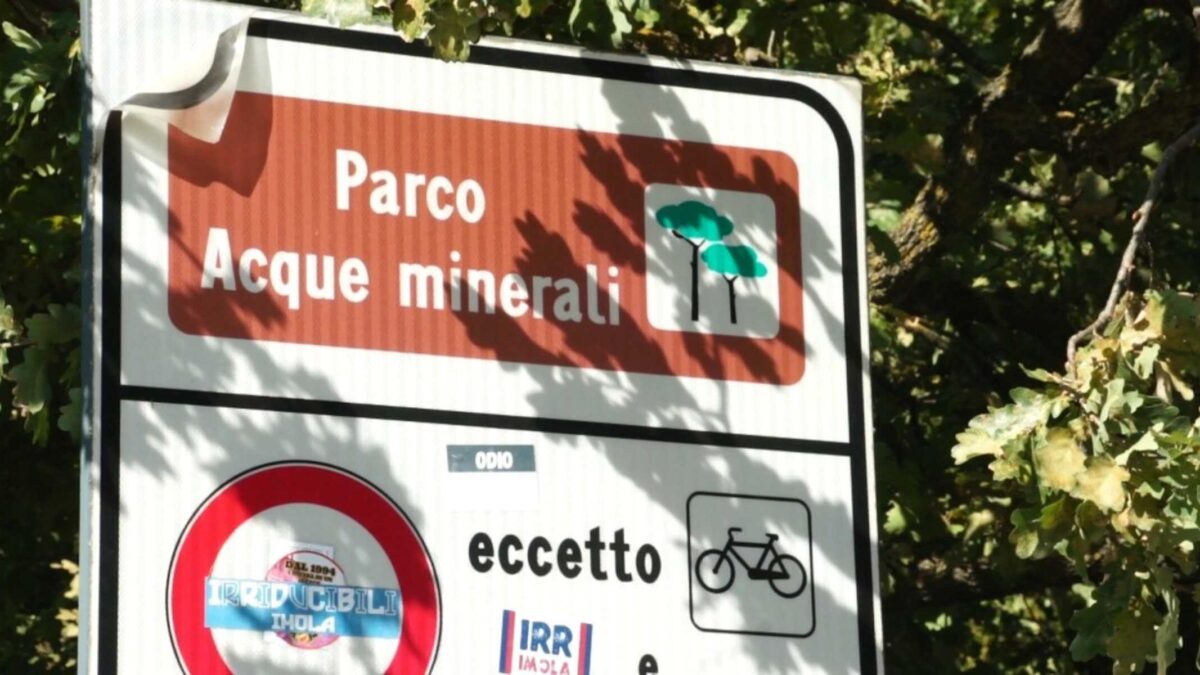 Parco
Acque minerali
ODIO
eccetto
DAL 1994
IRRIDUCIBILI
IMOLA
IRR
IMOLA
e